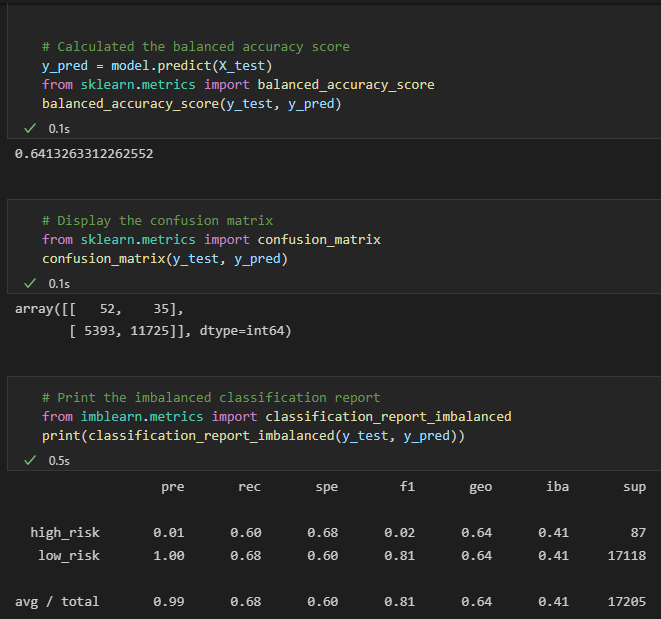 # Calculated the balanced accuracy score
y_pred = model.predict(X_test)
from sklearn.metrics import balanced_accuracy_score
balanced_accuracy_score(y_test, y_pred)
✓ 0.1s
0.6413263312262552
# Display the confusion matrix
from sklearn.metrics import confusion_matrix
confusion_matrix(y_test, y_pred)
✓ 0.1s
array([[   52,    35],
       [ 5393, 11725]], dtype=int64)
# Print the imbalanced classification report
from imblearn.metrics import classification_report_imbalanced
print(classification_report_imbalanced(y_test, y_pred))
✓ 0.5s
pre rec spe f1 geo iba sup
high_risk 0.01 0.60 0.68 0.02 0.64 0.41 87
low_risk 1.00 0.68 0.60 0.81 0.64 0.41 17118
avg / total 0.99 0.68 0.60 0.81 0.64 0.41 17205